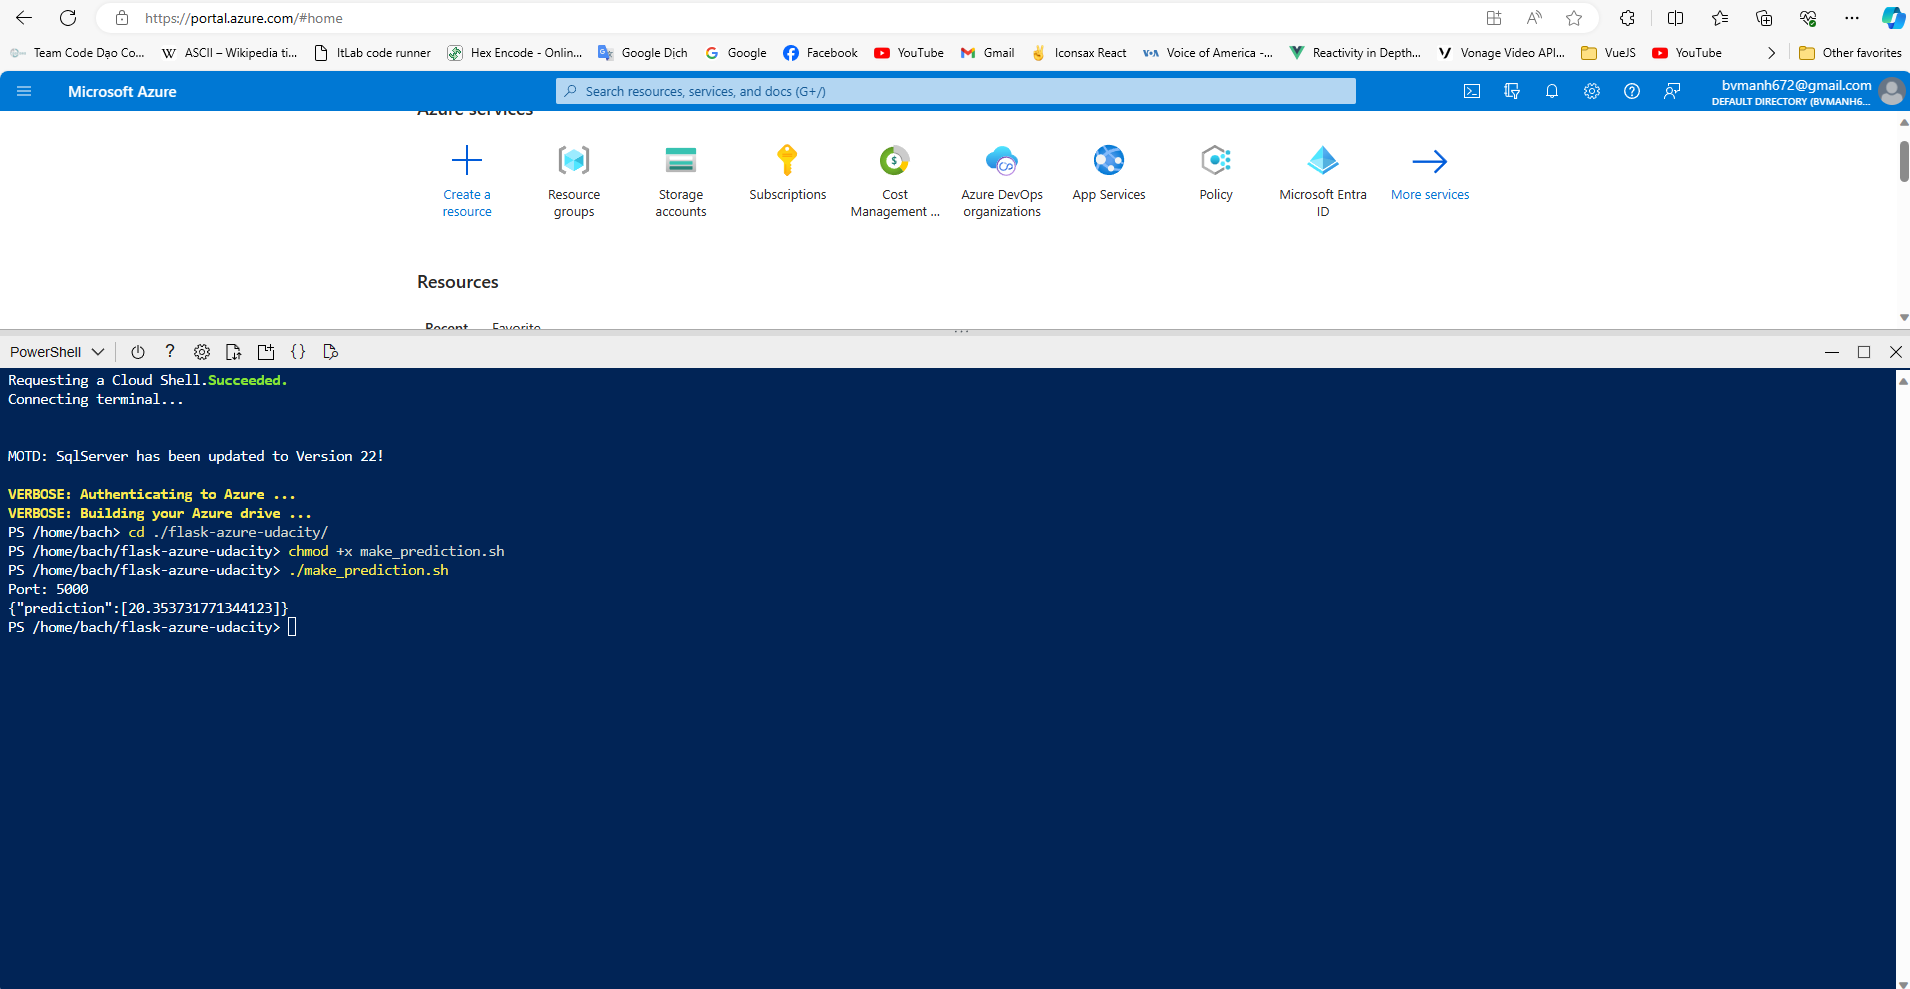 https://portal.azure.com/#home
Team Code Dạo Co...
ASCII – Wikipedia ti...
ItLab code runner
Hex Encode - Onlin...
Google Dịch
Google
Facebook
YouTube
Gmail
Iconsax React
Voice of America -...
Reactivity in Depth...
Vonage Video API...
VueJS
YouTube
Other favorites
Microsoft Azure
Search resources, services, and docs (G+/)
bvmanh672@gmail.com
DEFAULT DIRECTORY (BVMANH6...
Azure services
Create a
resource
Resource
groups
Storage
accounts
Subscriptions
Cost
Management ...
Azure DevOps
organizations
App Services
Policy
Microsoft Entra
ID
More services
Resources
Recent
Favorite
PowerShell
Requesting a Cloud Shell.Succeeded.
Connecting terminal...
MOTD: SqlServer has been updated to Version 22!
VERBOSE: Authenticating to Azure ...
VERBOSE: Building your Azure drive ...
PS /home/bach> cd ./flask-azure-udacity/
PS /home/bach/flask-azure-udacity> chmod +x make_prediction.sh
PS /home/bach/flask-azure-udacity> ./make_prediction.sh
Port: 5000
{"prediction":[20.353731771344123]}
PS /home/bach/flask-azure-udacity>